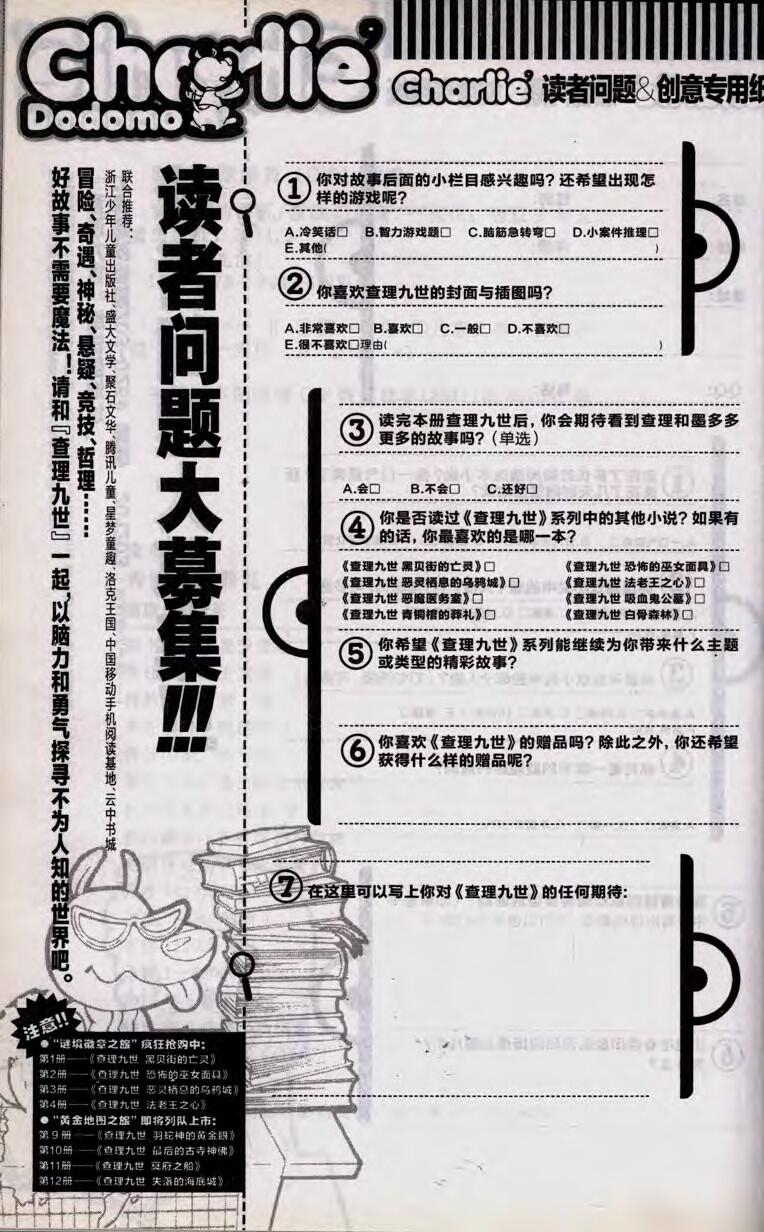 Charlie⁹
Dodomo
Charlie⁹ 读者问题&创意专用纸
读者问题大募集!!!
联合推荐:
浙江少年儿童出版社、盛大文学、聚石文华、腾讯儿童、星梦童趣、洛克王国、中国移动手机阅读基地、云中书城
冒险、奇遇、神秘、悬疑、竞技、哲理……
好故事不需要魔法!请和『查理九世』一起,以脑力和勇气探寻不为人知的世界吧。
① 你对故事后面的小栏目感兴趣吗?还希望出现怎
样的游戏呢?
A.冷笑话□ B.智力游戏题□ C.脑筋急转弯□ D.小案件推理□
E.其他( )
② 你喜欢查理九世的封面与插图吗?
A.非常喜欢□ B.喜欢□ C.一般□ D.不喜欢□
E.很不喜欢□理由( )
③ 读完本册查理九世后,你会期待看到查理和墨多多
更多的故事吗?(单选)
A.会□ B.不会□ C.还好□
④ 你是否读过《查理九世》系列中的其他小说?如果有
的话,你最喜欢的是哪一本?
《查理九世 黑贝街的亡灵》□ 《查理九世 恐怖的巫女面具》□
《查理九世 恶灵栖息的乌鸦城》□ 《查理九世 法老王之心》□
《查理九世 恶魔医务室》□ 《查理九世 吸血鬼公墓》□
《查理九世 青铜棺的葬礼》□ 《查理九世 白骨森林》□
⑤ 你希望《查理九世》系列能继续为你带来什么主题
或类型的精彩故事?
⑥ 你喜欢《查理九世》的赠品吗?除此之外,你还希望
获得什么样的赠品呢?
⑦ 在这里可以写上你对《查理九世》的任何期待:
注意!!
●“谜境徽章之旅”疯狂抢购中:
第1册——《查理九世 黑贝街的亡灵》
第2册——《查理九世 恐怖的巫女面具》
第3册——《查理九世 恶灵栖息的乌鸦城》
第4册——《查理九世 法老王之心》
●“黄金地图之旅”即将列队上市:
第9册——《查理九世 羽蛇神的黄金眼》
第10册——《查理九世 最后的古寺神佛》
第11册——《查理九世 冥府之船》
第12册——《查理九世 失落的海底城》